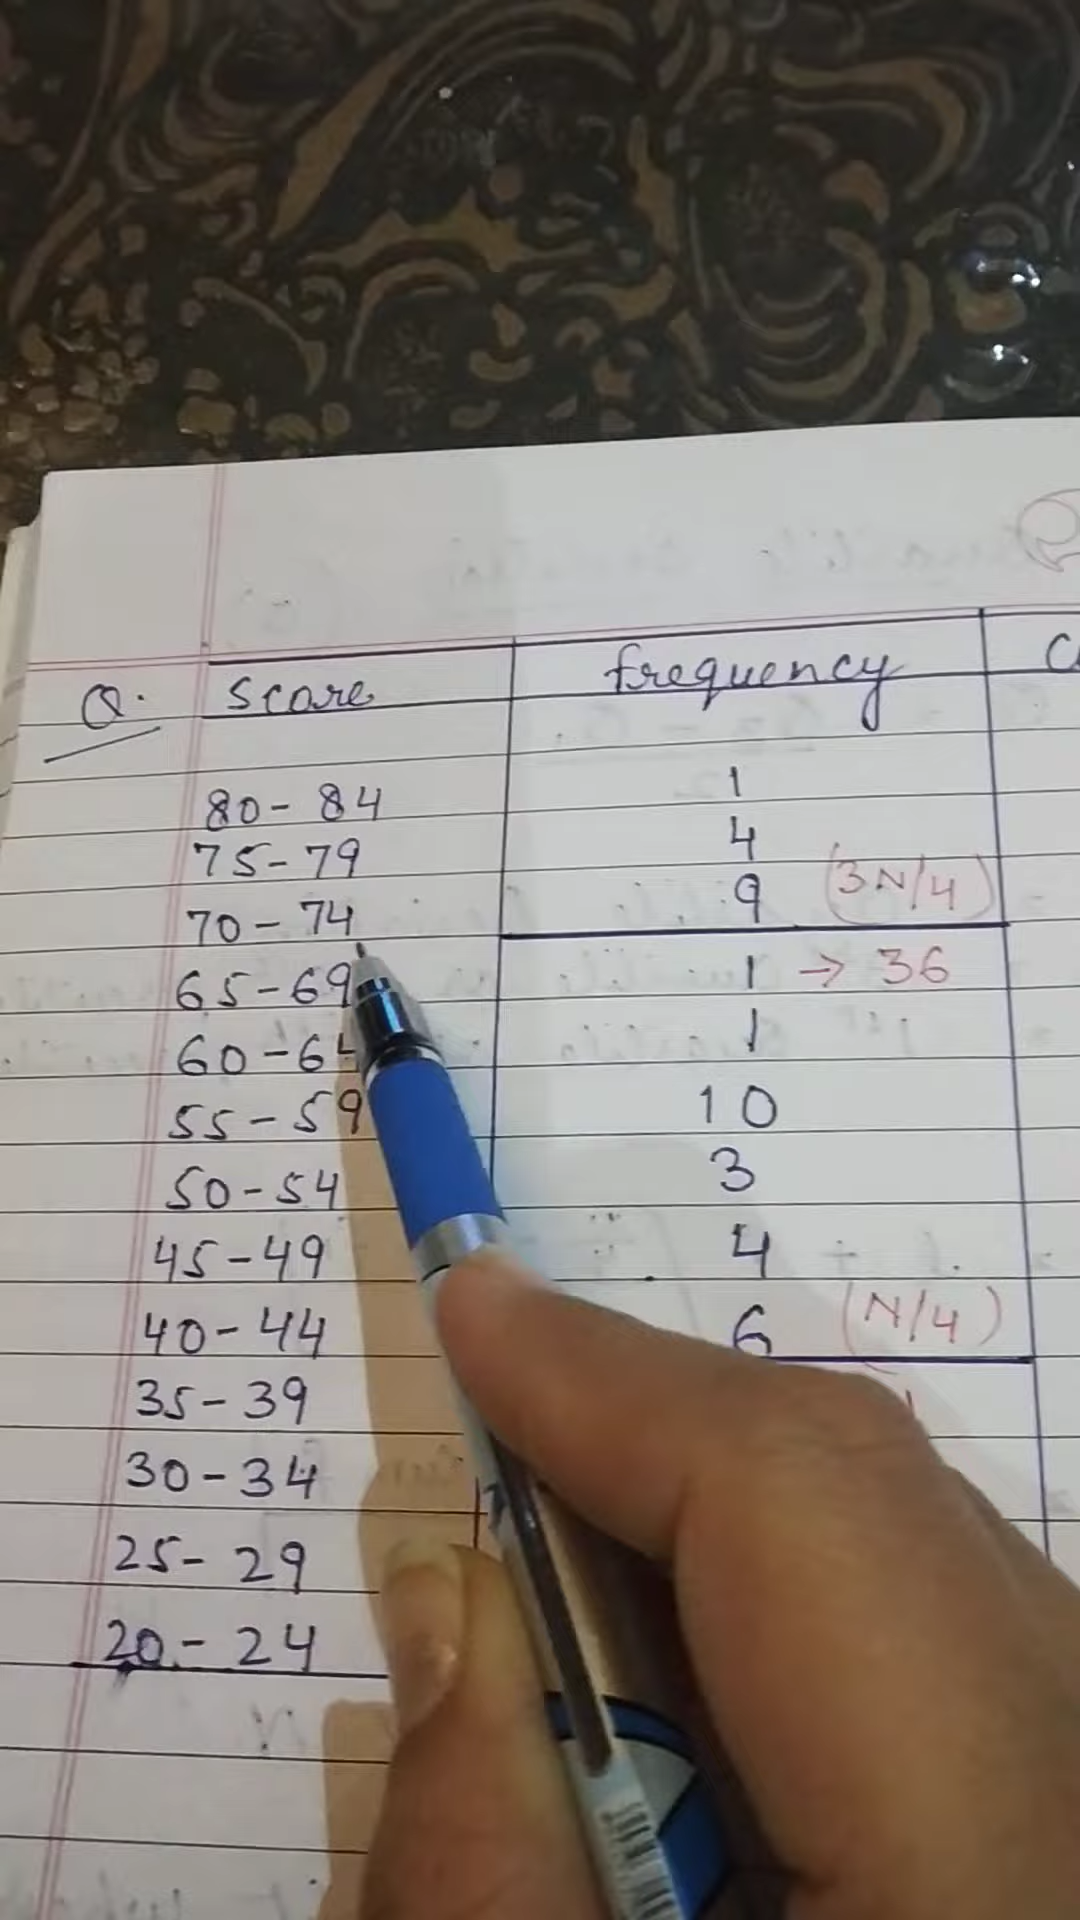 Q. Score frequency
80 - 84 1
75 - 79 4
70 - 74 9 (3N/4)
65 - 69 1 → 36
60 - 64 1
55 - 59 10
50 - 54 3
45 - 49 4
40 - 44 6 (N/4)
35 - 39
30 - 34
25 - 29
20 - 24